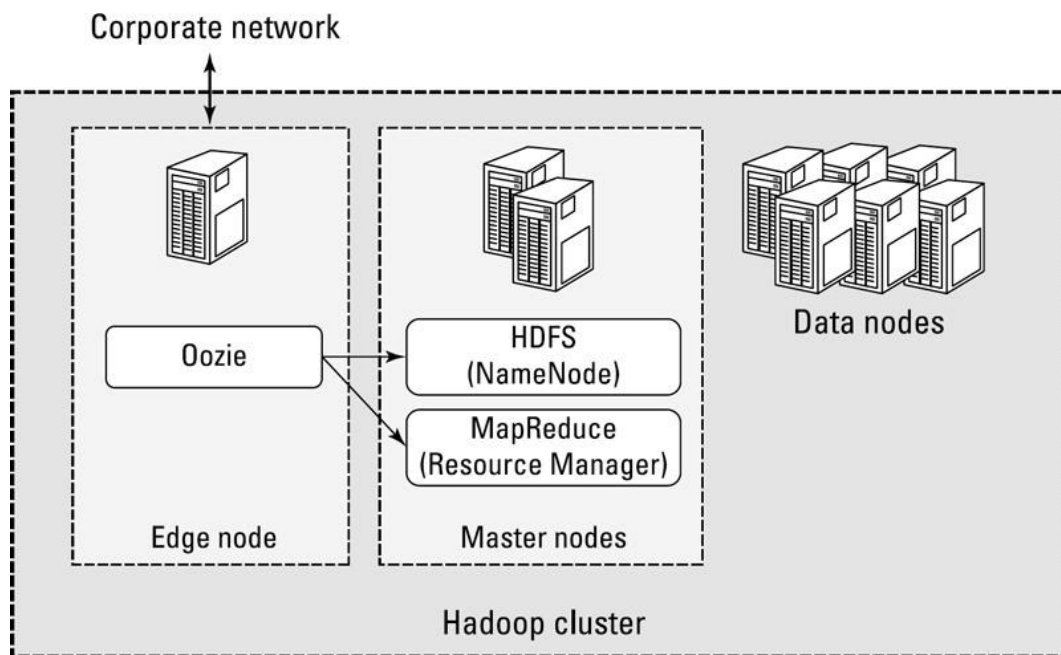 Corporate network
Oozie
HDFS
(NameNode)
MapReduce
(Resource Manager)
Data nodes
Edge node
Master nodes
Hadoop cluster